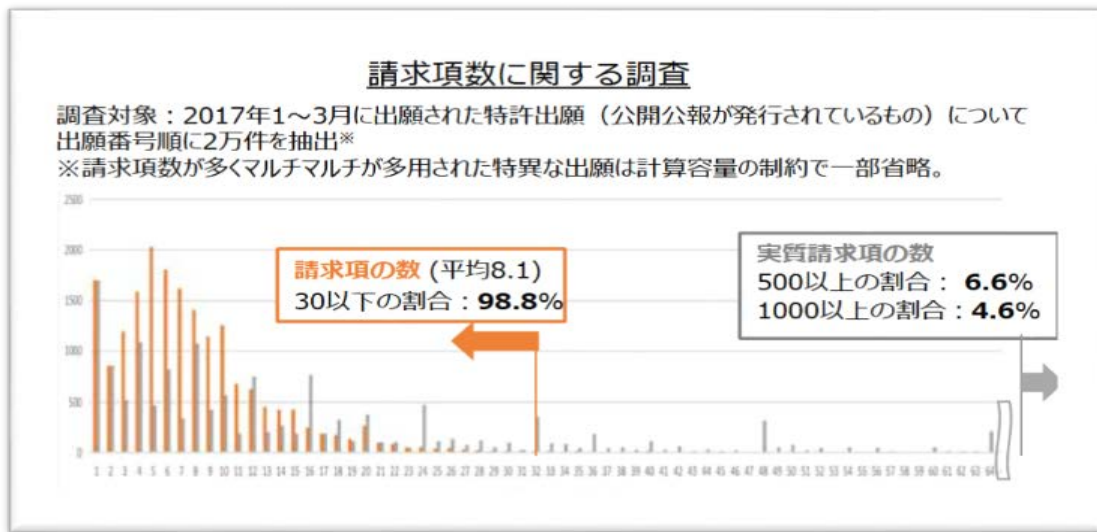 請求項数に関する調査
調査対象：2017年1～3月に出願された特許出願（公開公報が発行されているもの）について
出願番号順に2万件を抽出※
※請求項数が多くマルチマルチが多用された特異な出願は計算容量の制約で一部省略。
2500
2000
1500
1000
500
0
請求項の数 (平均8.1)
30以下の割合：98.8%
実質請求項の数
500以上の割合： 6.6%
1000以上の割合：4.6%
1 2 3 4 5 6 7 8 9 10 11 12 13 14 15 16 17 18 19 20 21 22 23 24 25 26 27 28 29 30 31 32 33 34 35 36 37 38 39 40 41 42 43 44 45 46 47 48 49 50 51 52 53 54 55 56 57 58 59 60 61 62 63 64